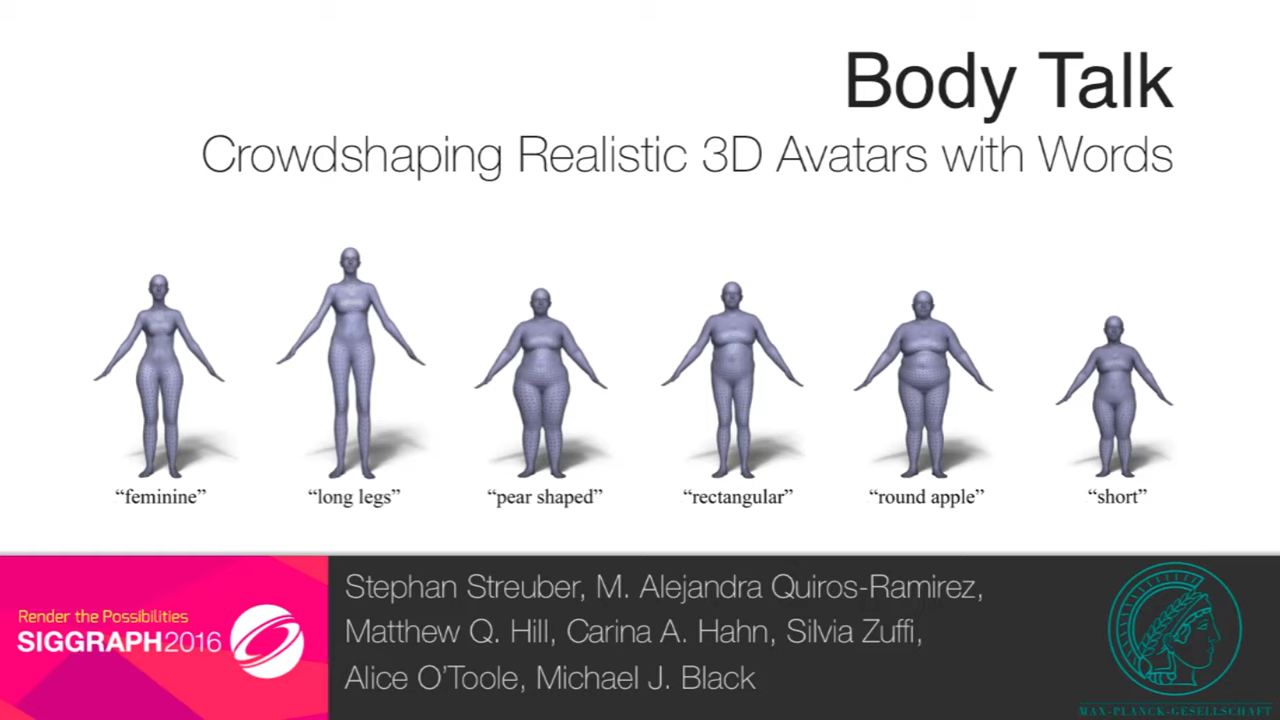 Body Talk
Crowdshaping Realistic 3D Avatars with Words
“feminine” “long legs” “pear shaped” “rectangular” “round apple” “short”
Render the Possibilities
SIGGRAPH2016
Stephan Streuber, M. Alejandra Quiros-Ramirez,
Matthew Q. Hill, Carina A. Hahn, Silvia Zuffi,
Alice O’Toole, Michael J. Black
MAX-PLANCK-GESELLSCHAFT